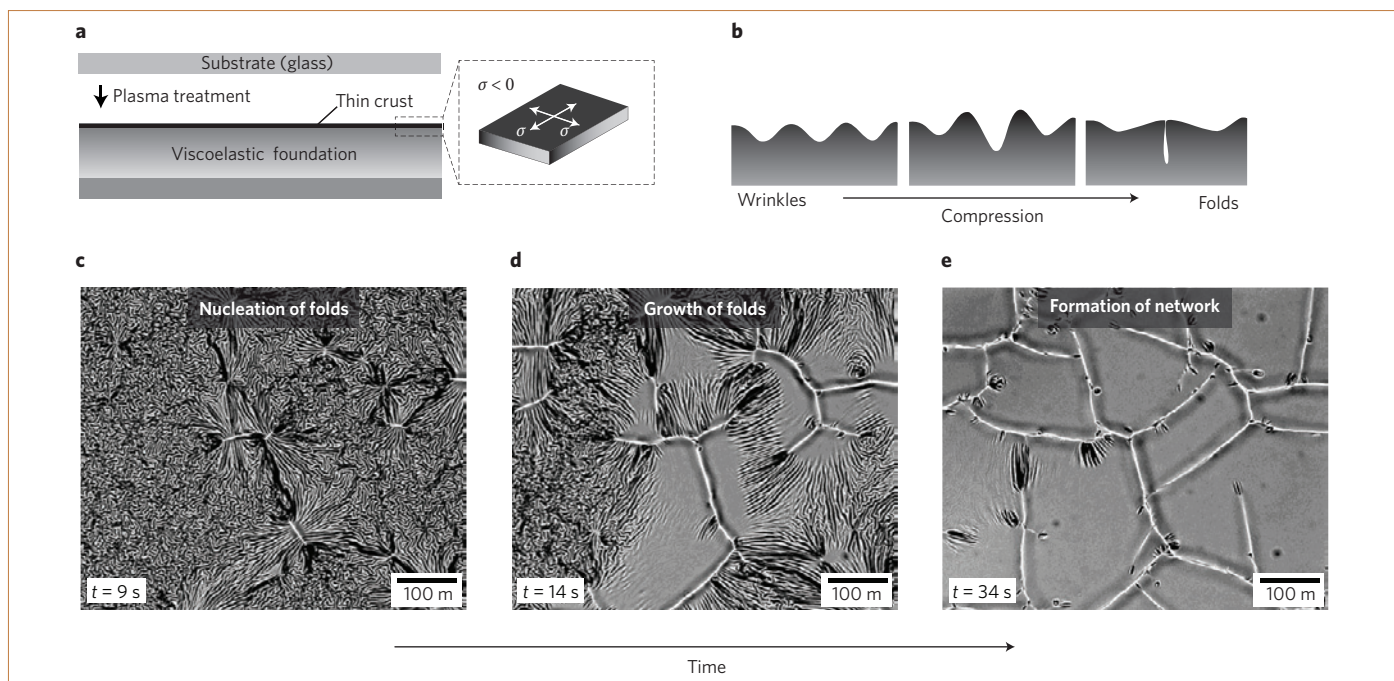 a
Substrate (glass)
Plasma treatment
Thin crust
Viscoelastic foundation
σ < 0
σ σ
b
Wrinkles
Compression
Folds
c
Nucleation of folds
t = 9 s
100 m
d
Growth of folds
t = 14 s
100 m
e
Formation of network
t = 34 s
100 m
Time